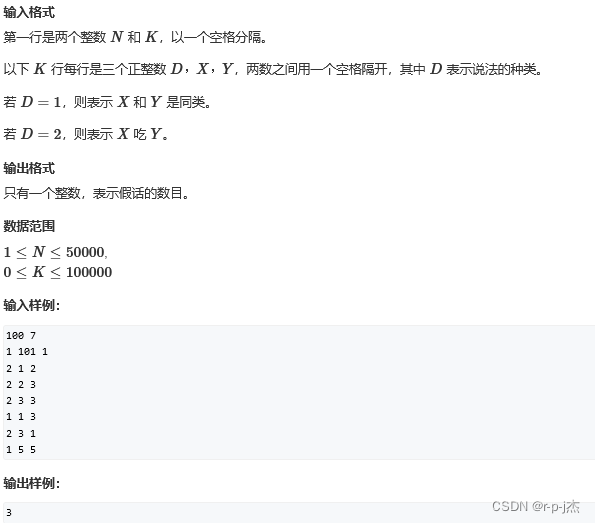 输入格式
第一行是两个整数 N 和 K，以一个空格分隔。
以下 K 行每行是三个正整数 D，X，Y，两数之间用一个空格隔开，其中 D 表示说法的种类。
若 D = 1，则表示 X 和 Y 是同类。
若 D = 2，则表示 X 吃 Y。
输出格式
只有一个整数，表示假话的数目。
数据范围
1 ≤ N ≤ 50000,
0 ≤ K ≤ 100000
输入样例：
100 7
1 101 1
2 1 2
2 2 3
2 3 3
1 1 3
2 3 1
1 5 5
输出样例：
3
CSDN @r-p-j杰